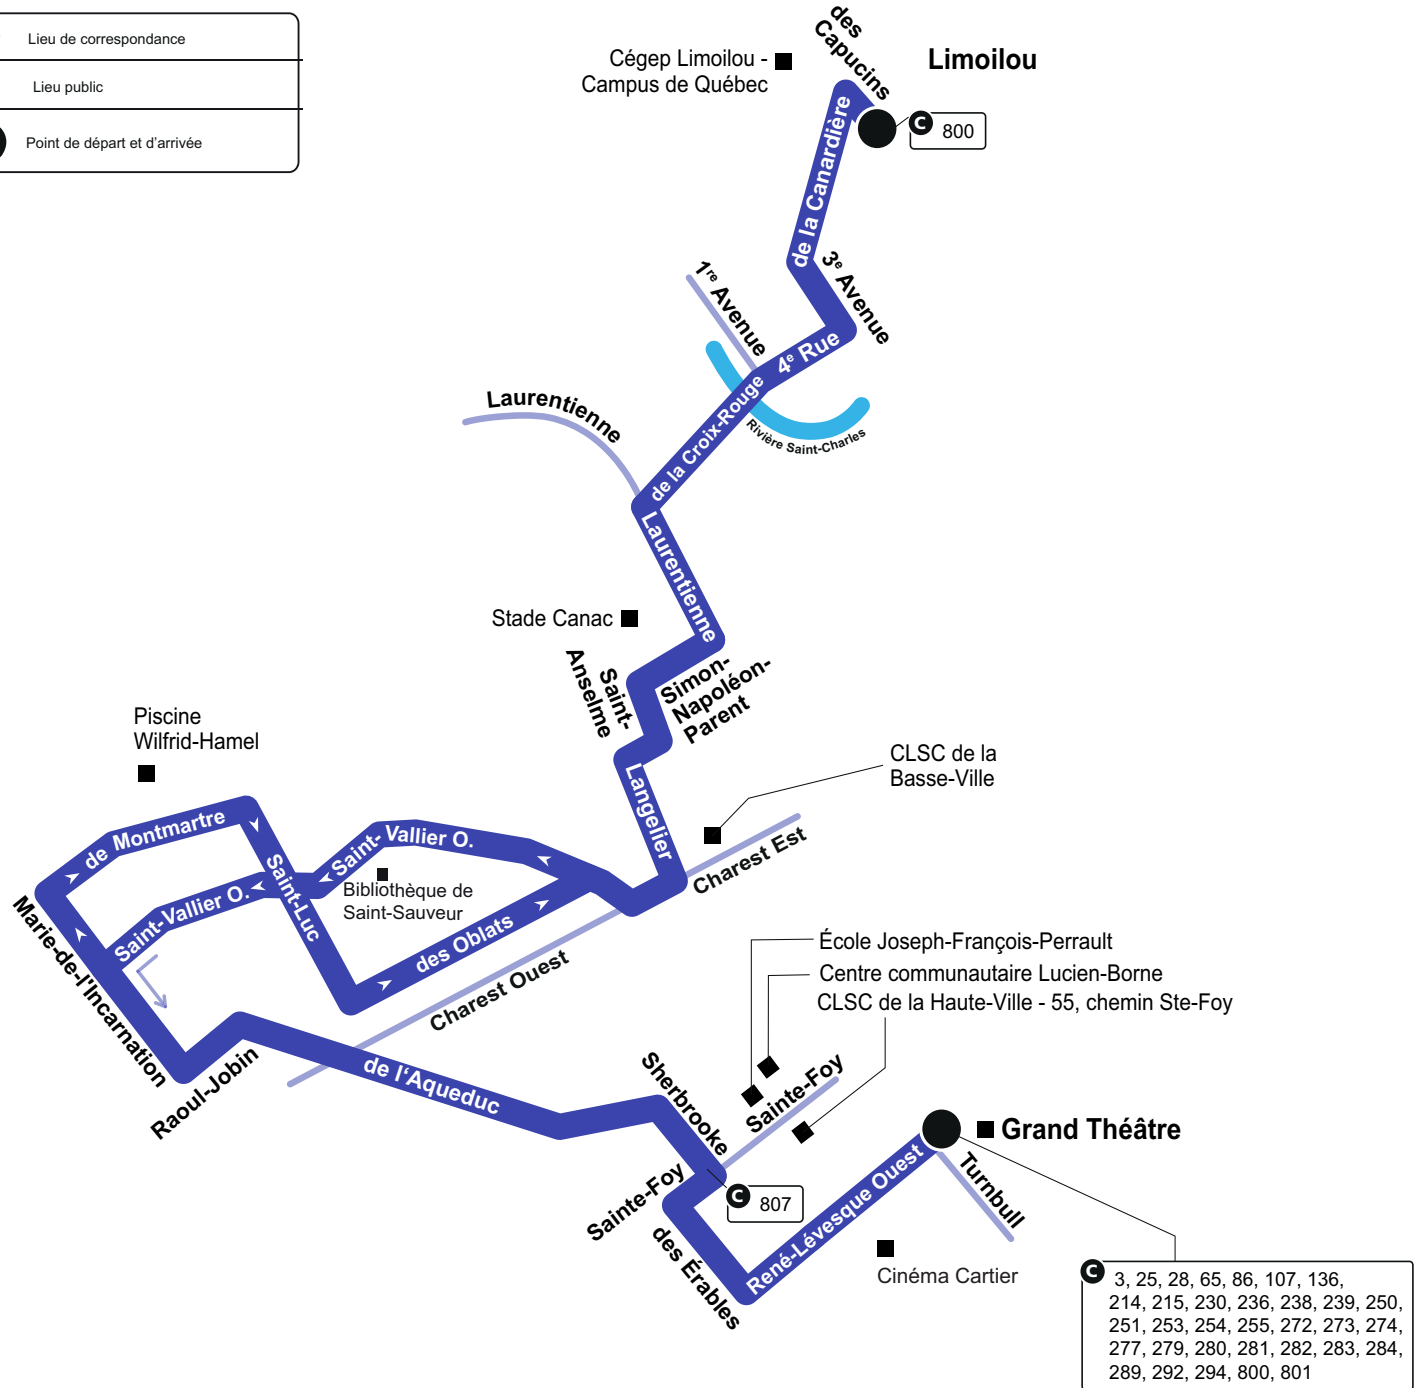 Lieu de correspondance
Lieu public
Point de départ et d'arrivée
des
Capucins
Limoilou
Cégep Limoilou -
Campus de Québec
C 800
de la Canardière
3e Avenue
1re Avenue
4e Rue
Rivière Saint-Charles
de la Croix-Rouge
Laurentienne
Laurentienne
Stade Canac
Saint-
Anselme
Simon-
Napoléon-
Parent
Piscine
Wilfrid-Hamel
Langelier
CLSC de la
Basse-Ville
Charest Est
de Montmartre
Saint-Vallier O.
Saint-Luc
Bibliothèque de
Saint-Sauveur
Saint-Vallier O.
des Oblats
Marie-de-l'Incarnation
Charest Ouest
Raoul-Jobin
de l'Aqueduc
École Joseph-François-Perrault
Centre communautaire Lucien-Borne
CLSC de la Haute-Ville - 55, chemin Ste-Foy
Sherbrooke
Sainte-Foy
Grand Théâtre
Sainte-Foy
C 807
René-Lévesque Ouest
Turnbull
des Érables
Cinéma Cartier
C 3, 25, 28, 65, 86, 107, 136,
214, 215, 230, 236, 238, 239, 250,
251, 253, 254, 255, 272, 273, 274,
277, 279, 280, 281, 282, 283, 284,
289, 292, 294, 800, 801